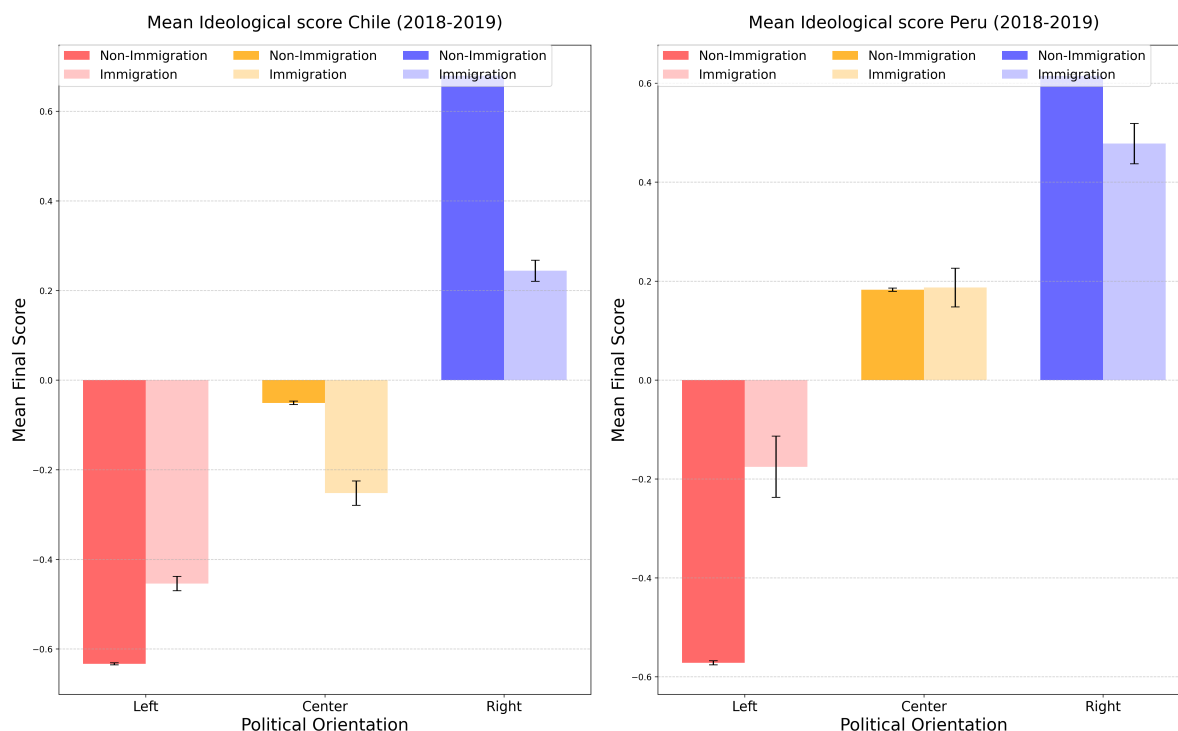 Mean Ideological score Chile (2018-2019)
Non-Immigration Non-Immigration Non-Immigration
Immigration Immigration Immigration
0.6
0.4
0.2
0.0
−0.2
−0.4
−0.6
Mean Final Score
Left Center Right
Political Orientation
Mean Ideological score Peru (2018-2019)
Non-Immigration Non-Immigration Non-Immigration
Immigration Immigration Immigration
0.6
0.4
0.2
0.0
−0.2
−0.4
−0.6
Mean Final Score
Left Center Right
Political Orientation